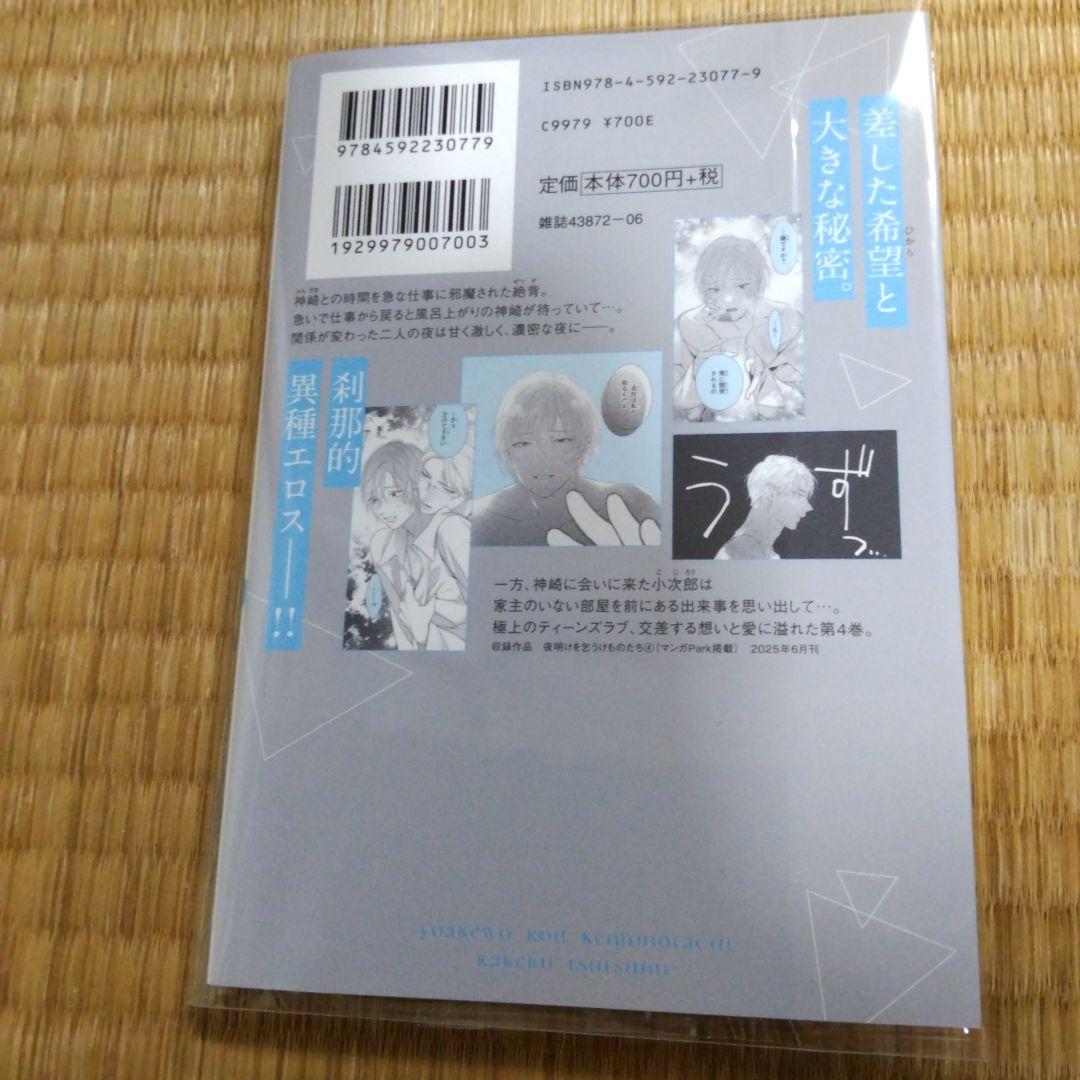 ISBN978-4-592-23077-9
C9979 ¥700E
9784592230779
1929979007003
定価 本体700円+税
雑誌43872-06
差した希望と
ひかり
大きな秘密。
神崎との時間を急な仕事に邪魔された絶背。
急いで仕事から戻ると風呂上がりの神崎が待っていて…。
関係が変わった二人の夜は甘く激しく、濃密な夜に――。
刹那的
異種エロス――!!
うずっ…
一方、神崎に会いに来た小次郎は
こじろう
家主のいない部屋を前にある出来事を思い出して…。
極上のティーンズラブ、交差する想いと愛に溢れた第4巻。
収録作品 夜明けを乞うけものたち④(マンガPark掲載) 2025年6月刊
yoakewo kou kemonotachi
kakeru tsutsumi